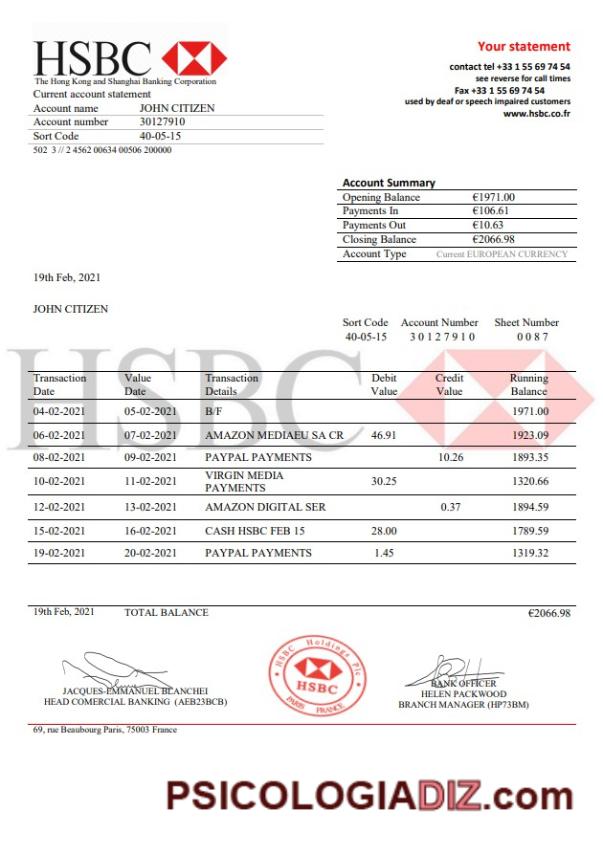 HSBC
The Hong Kong and Shanghai Banking Corporation
Current account statement
Account name JOHN CITIZEN
Account number 30127910
Sort Code 40-05-15
502 3 // 2 4562 00634 00506 200000
Your statement
contact tel +33 1 55 69 74 54
see reverse for call times
Fax +33 1 55 69 74 54
used by deaf or speech impaired customers
www.hsbc.co.fr
Account Summary
Opening Balance €1971.00
Payments In €106.61
Payments Out €10.63
Closing Balance €2066.98
Account Type Current EUROPEAN CURRENCY
19th Feb, 2021
JOHN CITIZEN
Sort Code Account Number Sheet Number
40-05-15 3 0 1 2 7 9 1 0 0 0 8 7
HSBC
Transaction Value Transaction Debit Credit Running
Date Date Details Value Value Balance
04-02-2021 05-02-2021 B/F 1971.00
06-02-2021 07-02-2021 AMAZON MEDIAEU SA CR 46.91 1923.09
08-02-2021 09-02-2021 PAYPAL PAYMENTS 10.26 1893.35
10-02-2021 11-02-2021 VIRGIN MEDIA 30.25 1320.66
PAYMENTS
12-02-2021 13-02-2021 AMAZON DIGITAL SER 0.37 1894.59
15-02-2021 16-02-2021 CASH HSBC FEB 15 28.00 1789.59
19-02-2021 20-02-2021 PAYPAL PAYMENTS 1.45 1319.32
19th Feb, 2021 TOTAL BALANCE €2066.98
JACQUES-EMMANUEL BLANCHEI
HEAD COMERCIAL BANKING (AEB23BCB)
HSBC Holdings Plc
HSBC
PARIS FRANCE
BANK OFFICER
HELEN PACKWOOD
BRANCH MANAGER (HP73BM)
69, rue Beaubourg Paris, 75003 France
PSICOLOGIADIZ.com